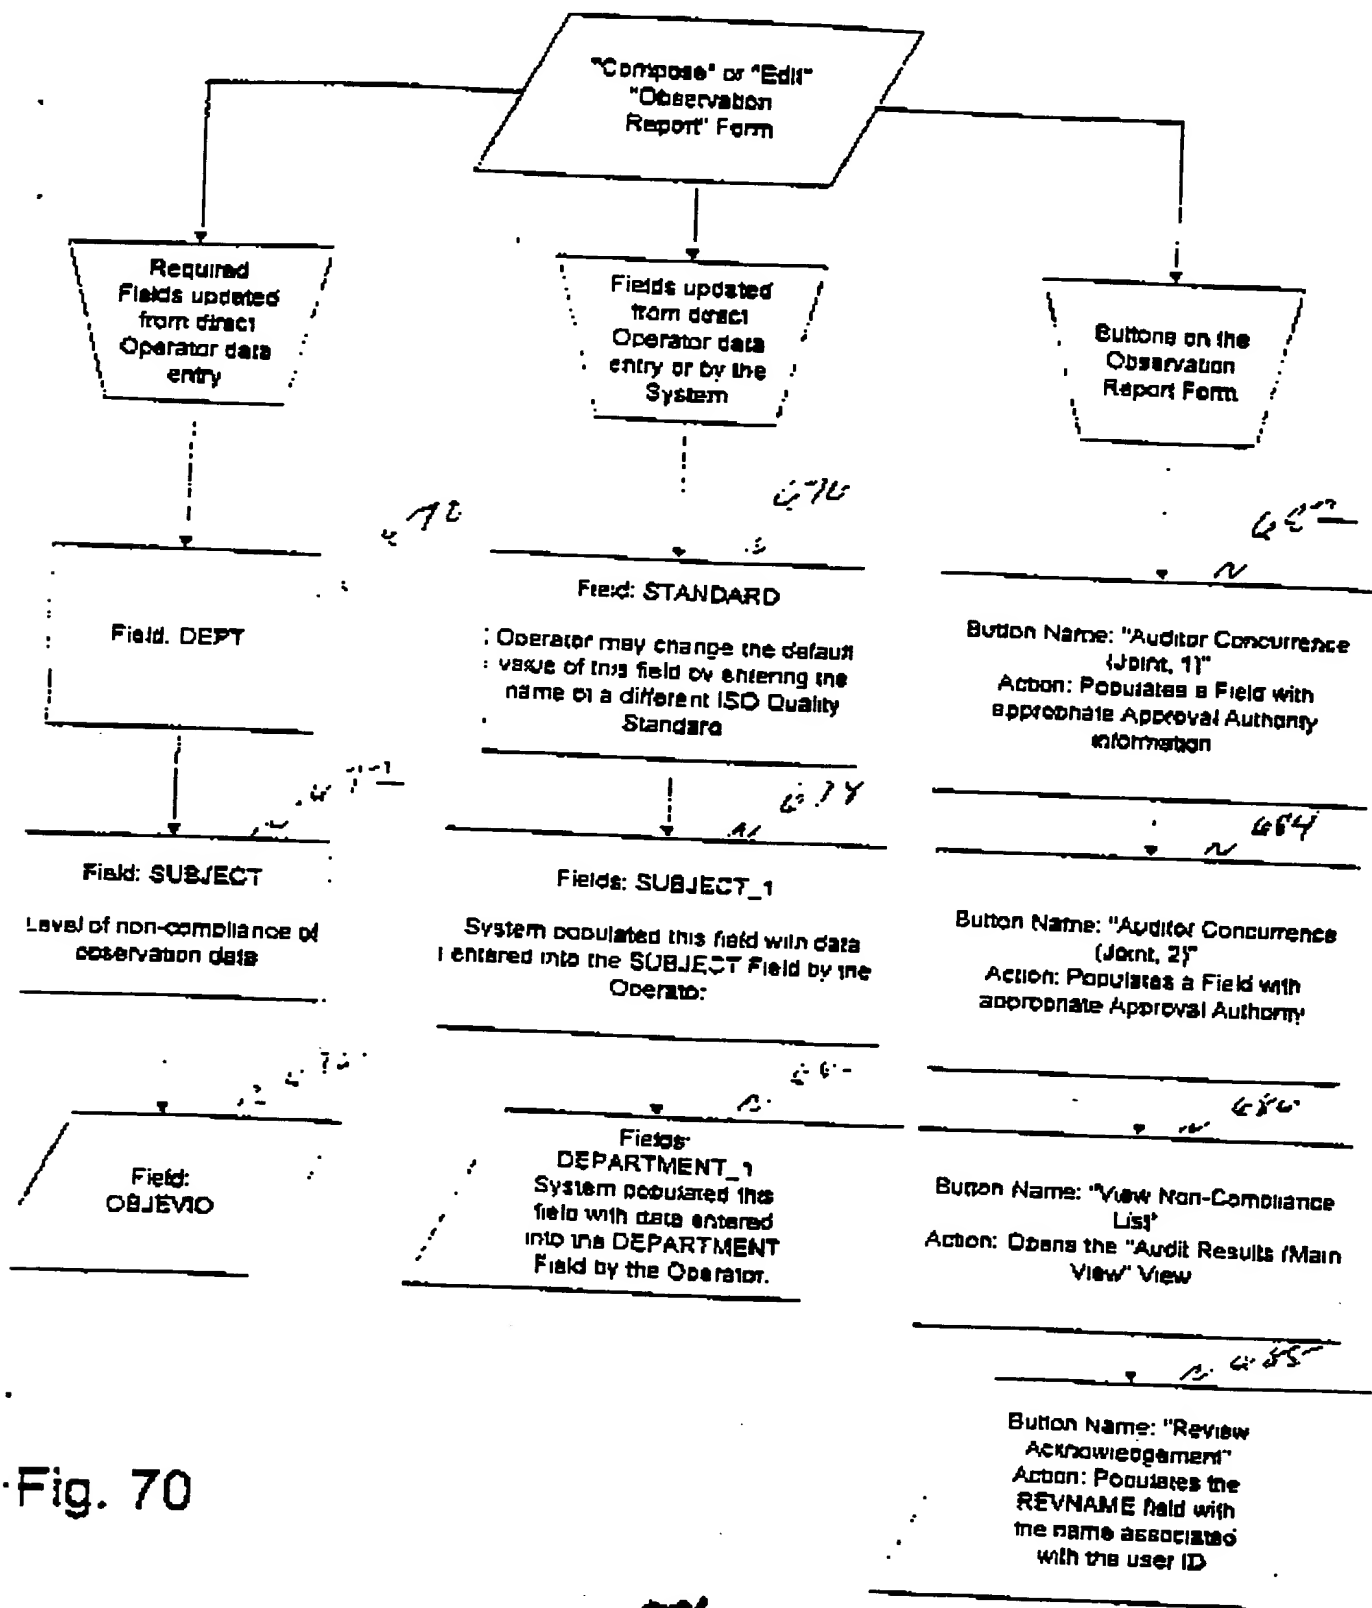 "Compose" or "Edit"
"Observation
Report" Form
Required
Fields updated
from direct
Operator data
entry
Fields updated
from direct
Operator data
entry or by the
System
Buttons on the
Observation
Report Form
Field: DEPT
Field: SUBJECT
Level of non-compliance of
observation data
Field:
Field: STANDARD
Operator may change the default
value of this field by entering the
name of a different ISO Quality
Standard
678
Fields: SUBJECT_1
System populated this field with data
entered into the SUBJECT Field by the
Operator.
Fields:
DEPARTMENT_1
System populated this
field with data entered
into the DEPARTMENT
Field by the Operator.
Button Name: "Auditor Concurrence
(Joint, 1)"
Action: Populates a Field with
appropriate Approval Authority
information
684
Button Name: "Auditor Concurrence
(Joint, 2)"
Action: Populates a Field with
appropriate Approval Authority
686
Button Name: "View Non-Compliance
List"
Action: Opens the "Audit Results (Main
View" View
Button Name: "Review
Acknowledgement"
Action: Populates the
REVNAME field with
the name associated
with the user ID
Fig. 70